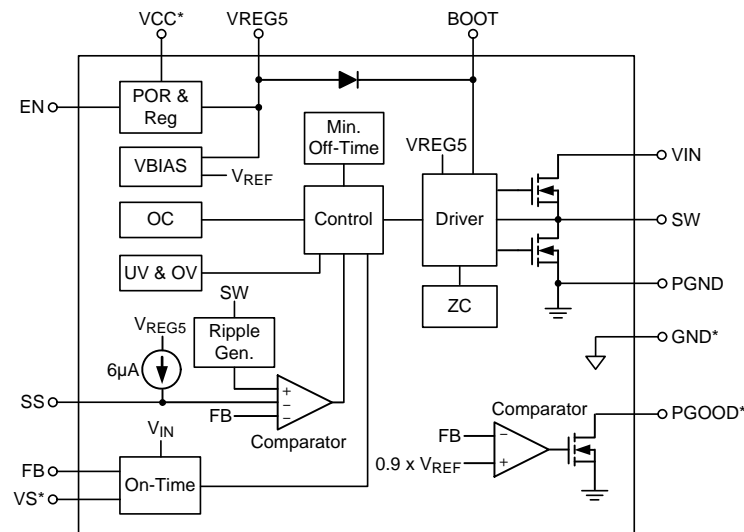 VCC*
VREG5
BOOT
EN
POR &
Reg
Min.
Off-Time
VREG5
VBIAS
VREF
VIN
OC
Control
Driver
SW
UV & OV
ZC
PGND
SW
VREG5
Ripple
Gen.
GND*
6µA
+
−
−
SS
FB
Comparator
Comparator
PGOOD*
VIN
FB
−
+
0.9 x VREF
FB
On-Time
VS*